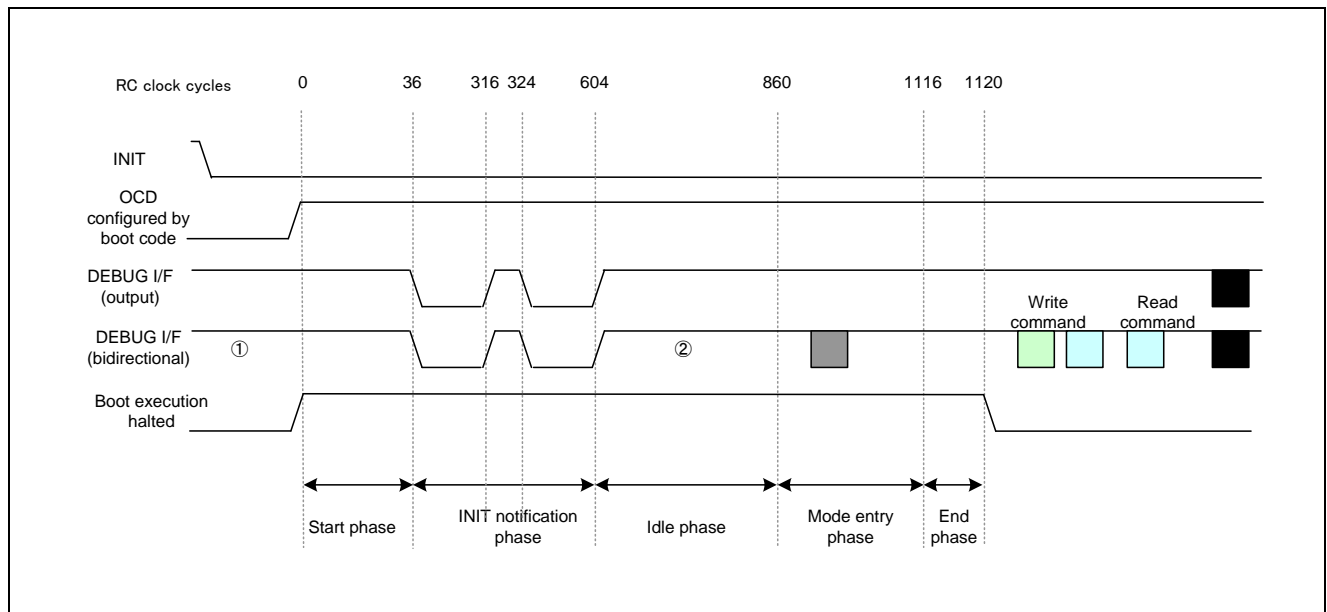 RC clock cycles 0 36 316 324 604 860 1116 1120
INIT
OCD
configured by
boot code
DEBUG I/F
(output)
Write
command
Read
command
DEBUG I/F
(bidirectional)
① ②
Boot execution
halted
Start phase
INIT notification
phase
Idle phase
Mode entry
phase
End
phase